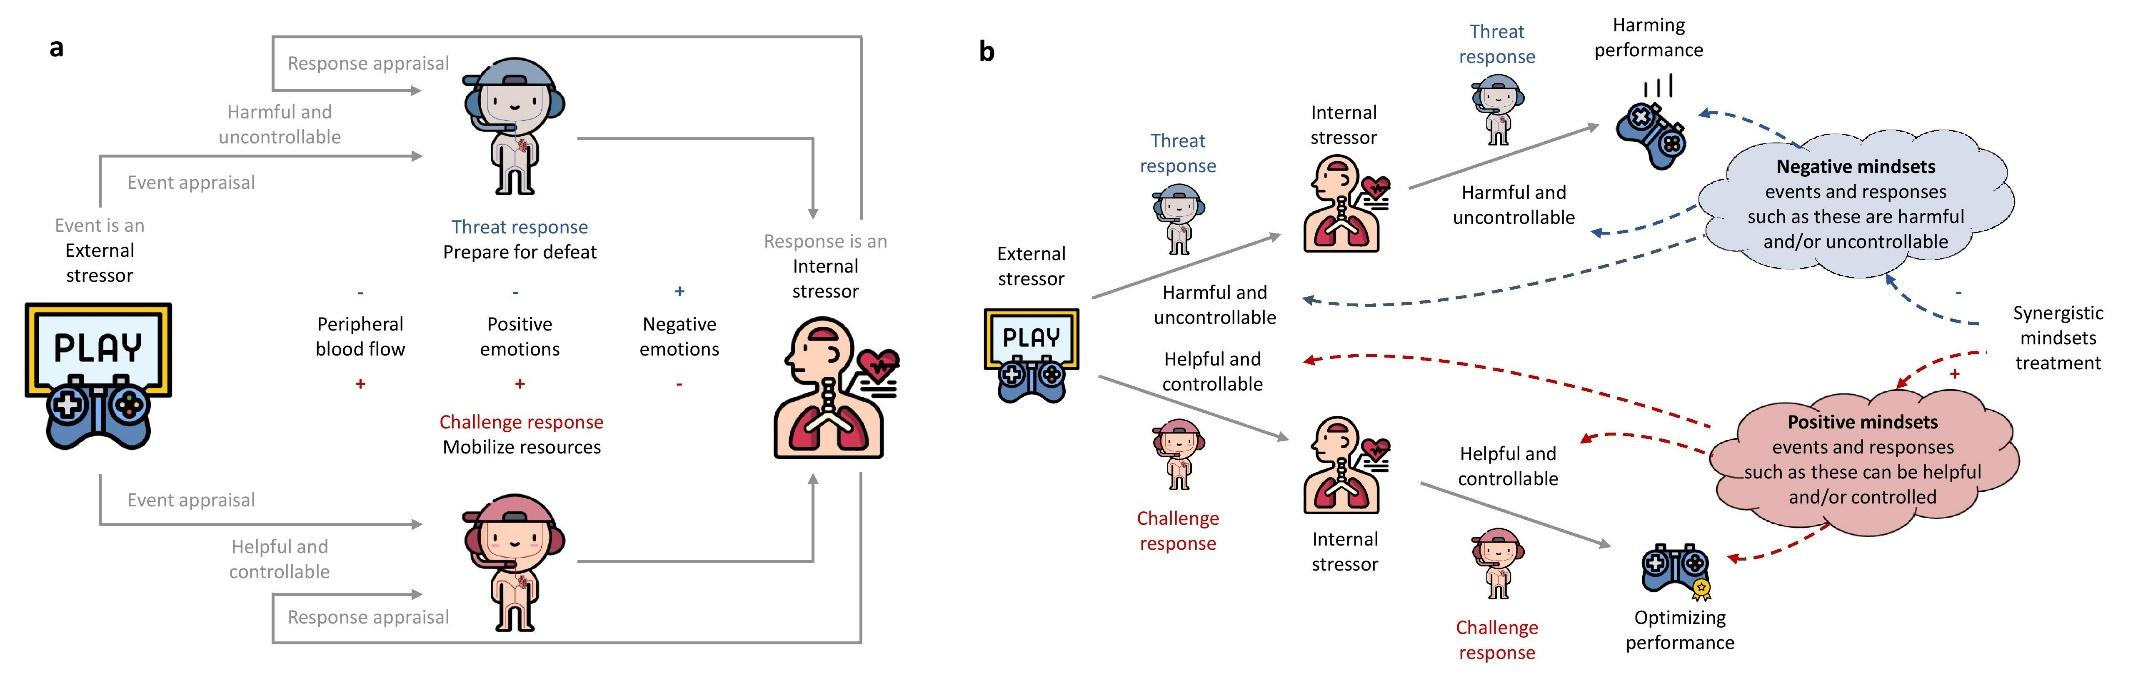 a
Response appraisal
Harmful and
uncontrollable
Event appraisal
Event is an
External
stressor
PLAY
Threat response
Prepare for defeat
-
-
+
Peripheral
blood flow
Positive
emotions
Negative
emotions
+
+
-
Challenge response
Mobilize resources
Response is an
Internal
stressor
Event appraisal
Helpful and
controllable
Response appraisal
b
External
stressor
PLAY
Threat
response
Harmful and
uncontrollable
Internal
stressor
Threat
response
Harmful and
uncontrollable
Harming
performance
Helpful and
controllable
Challenge
response
Internal
stressor
Helpful and
controllable
Challenge
response
Optimizing
performance
Negative mindsets
events and responses
such as these are harmful
and/or uncontrollable
-
Synergistic
mindsets
treatment
+
Positive mindsets
events and responses
such as these can be helpful
and/or controlled